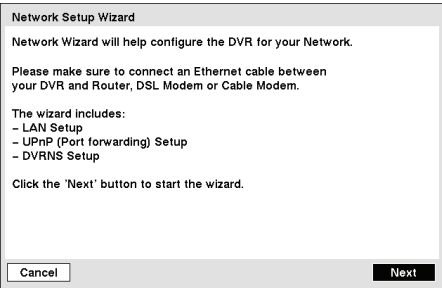 Network Setup Wizard
Network Wizard will help configure the DVR for your Network.
Please make sure to connect an Ethernet cable between
your DVR and Router, DSL Modem or Cable Modem.
The wizard includes:
– LAN Setup
– UPnP (Port forwarding) Setup
– DVRNS Setup
Click the 'Next' button to start the wizard.
Cancel
Next